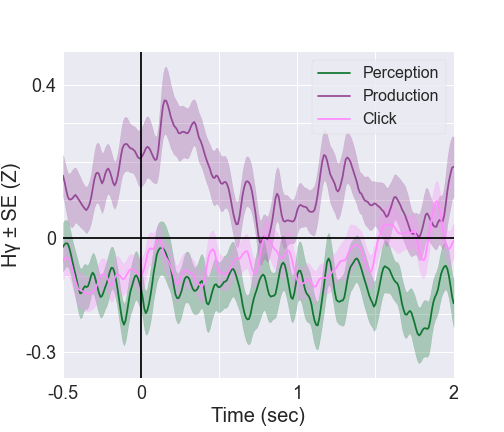 Perception
Production
Click
Hγ ± SE (Z)
0.4
0
-0.3
-0.5
0
1
2
Time (sec)